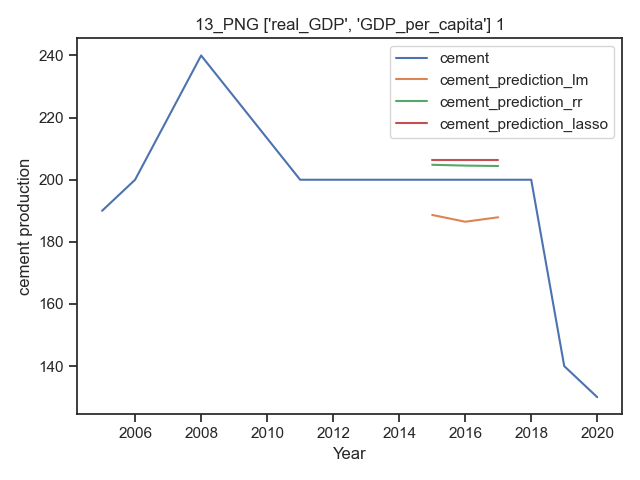 13_PNG ['real_GDP', 'GDP_per_capita'] 1
cement
cement_prediction_lm
cement_prediction_rr
cement_prediction_lasso
cement production
240
220
200
180
160
140
2006 2008 2010 2012 2014 2016 2018 2020
Year